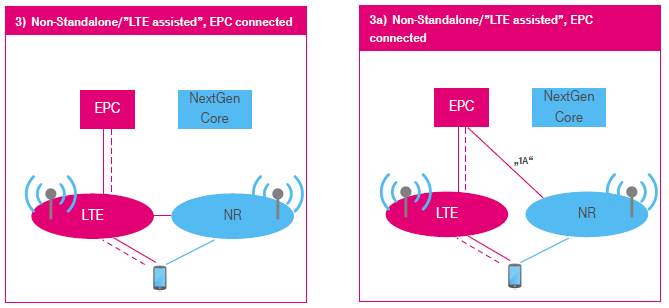 3) Non-Standalone/”LTE assisted”, EPC connected
EPC
NextGen
Core
LTE
NR
3a) Non-Standalone/”LTE assisted”, EPC
connected
EPC
NextGen
Core
„1A“
LTE
NR